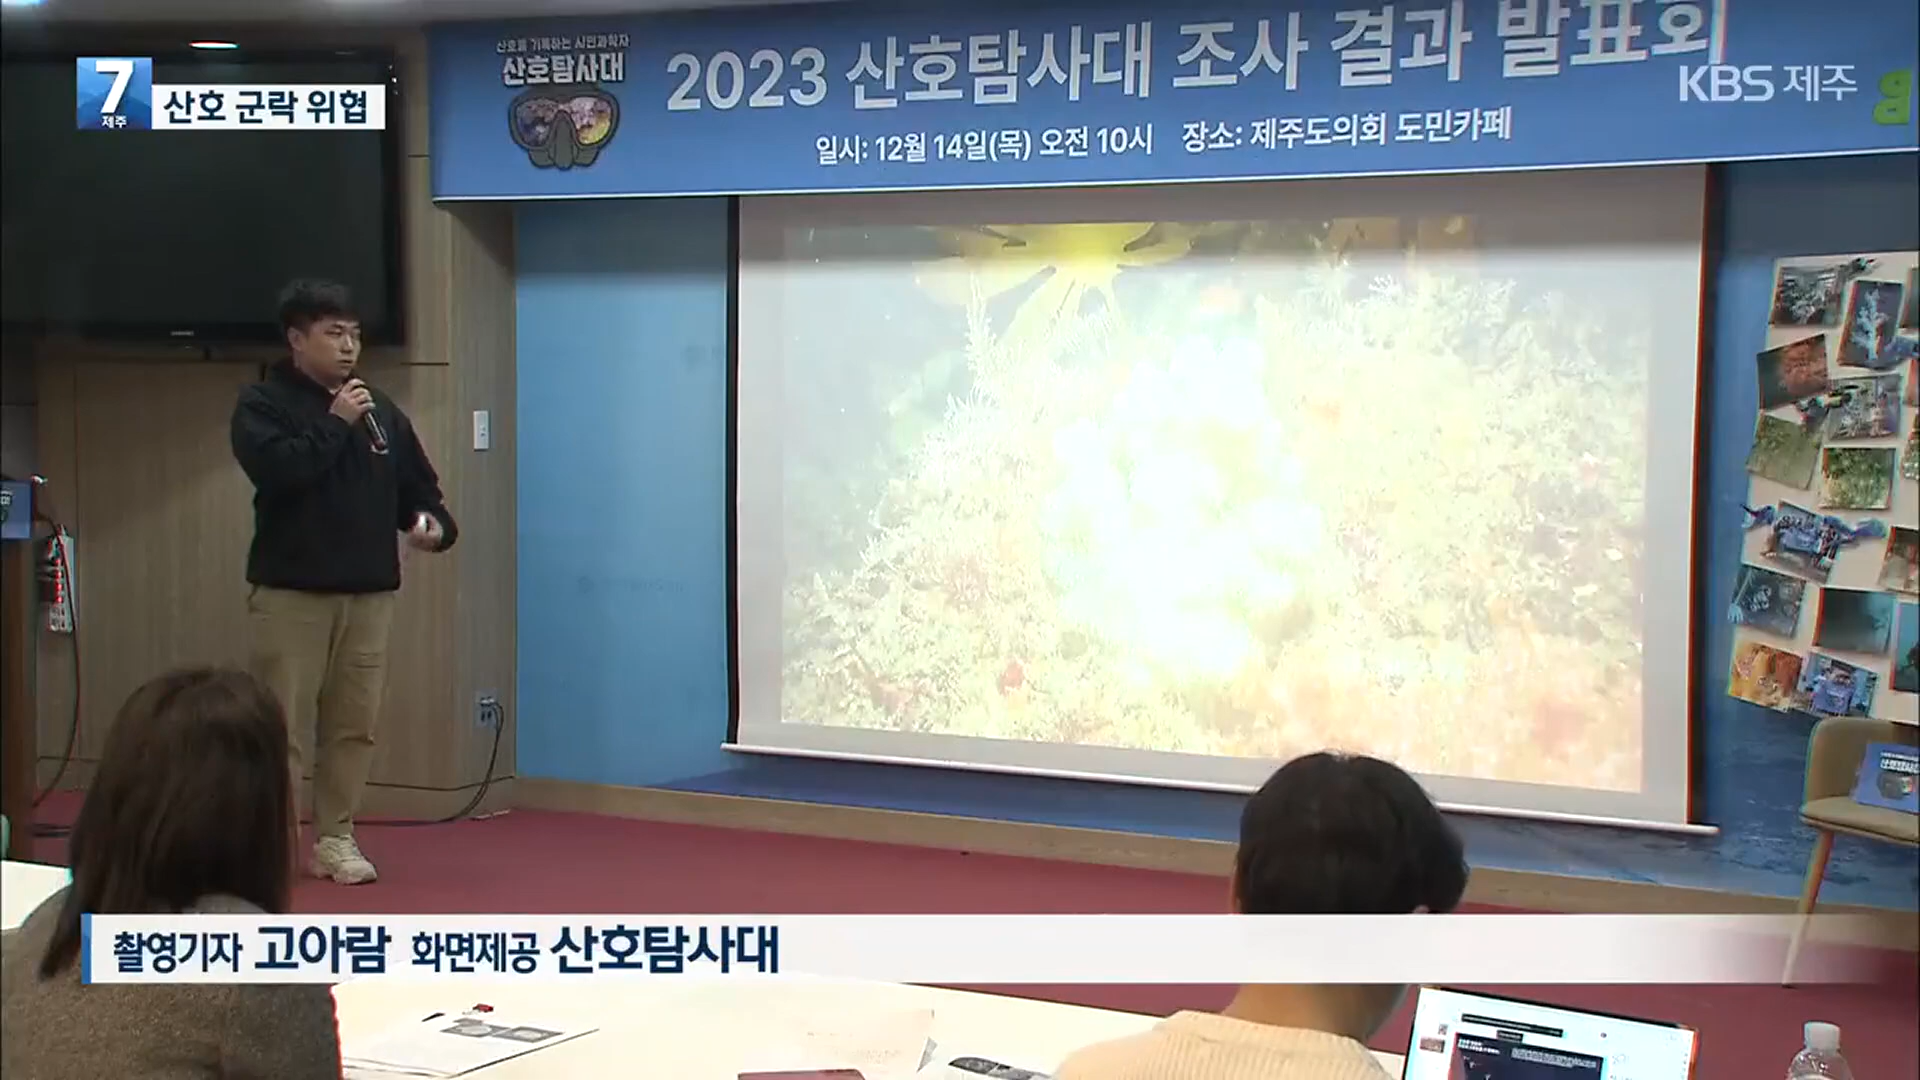 7
제주
산호 군락 위협
산호를 기록하는 시민과학자
산호탐사대
2023 산호탐사대 조사 결과 발표회
일시: 12월 14일(목) 오전 10시 장소: 제주도의회 도민카페
KBS 제주
촬영기자 고아람 화면제공 산호탐사대